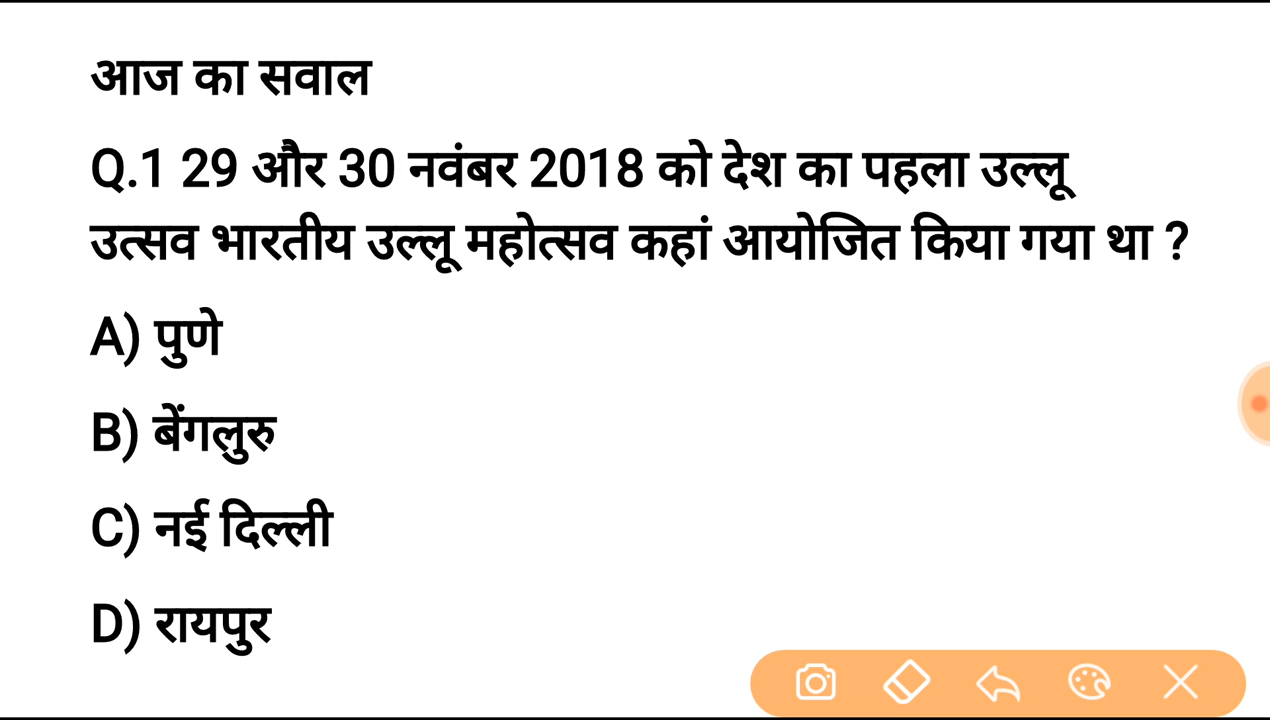 आज का सवाल
Q.1 29 और 30 नवंबर 2018 को देश का पहला उल्लू
उत्सव भारतीय उल्लू महोत्सव कहां आयोजित किया गया था ?
A) पुणे
B) बेंगलुरु
C) नई दिल्ली
D) रायपुर